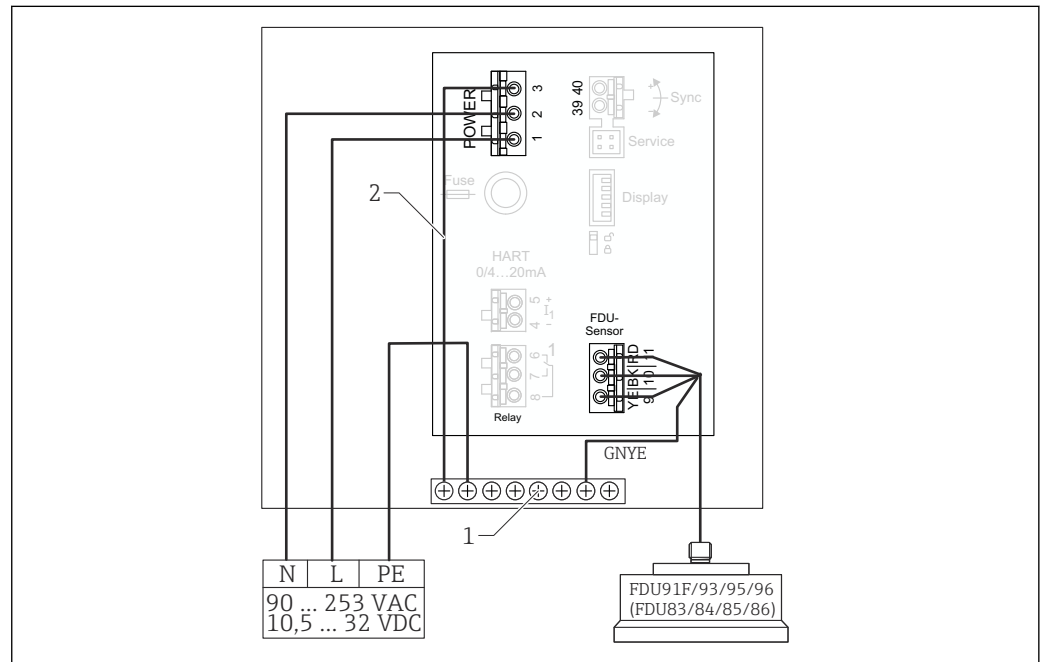 POWER
3
2
1
39 40
+
-
Sync
Service
Fuse
Display
2
HART
0/4...20mA
5 +
I1
4 -
FDU-
Sensor
6
7
8
1
Relay
YE|BK|RD
9 |10| 11
GNYE
1
N L PE
90 ... 253 VAC
10,5 ... 32 VDC
FDU91F/93/95/96
(FDU83/84/85/86)